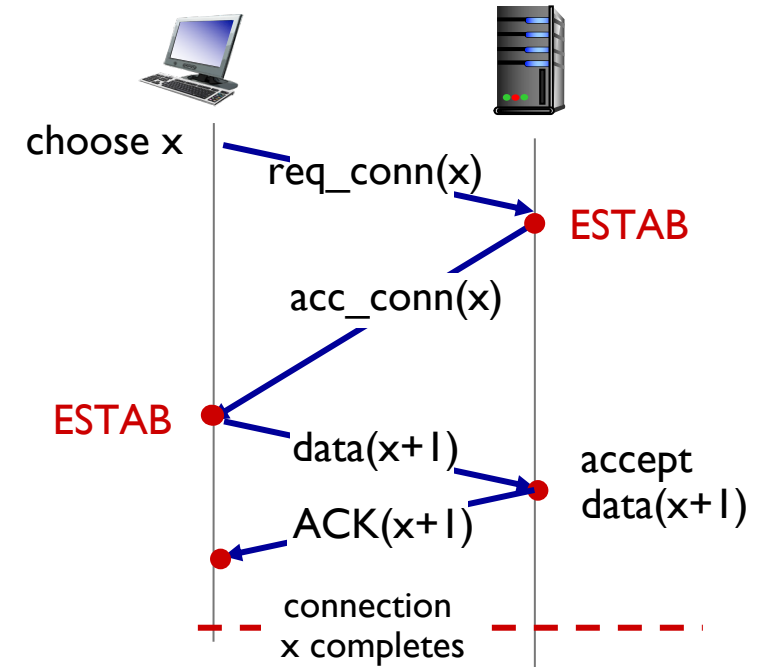 choose x
req_conn(x)
ESTAB
acc_conn(x)
ESTAB
data(x+1)
accept
data(x+1)
ACK(x+1)
connection
x completes